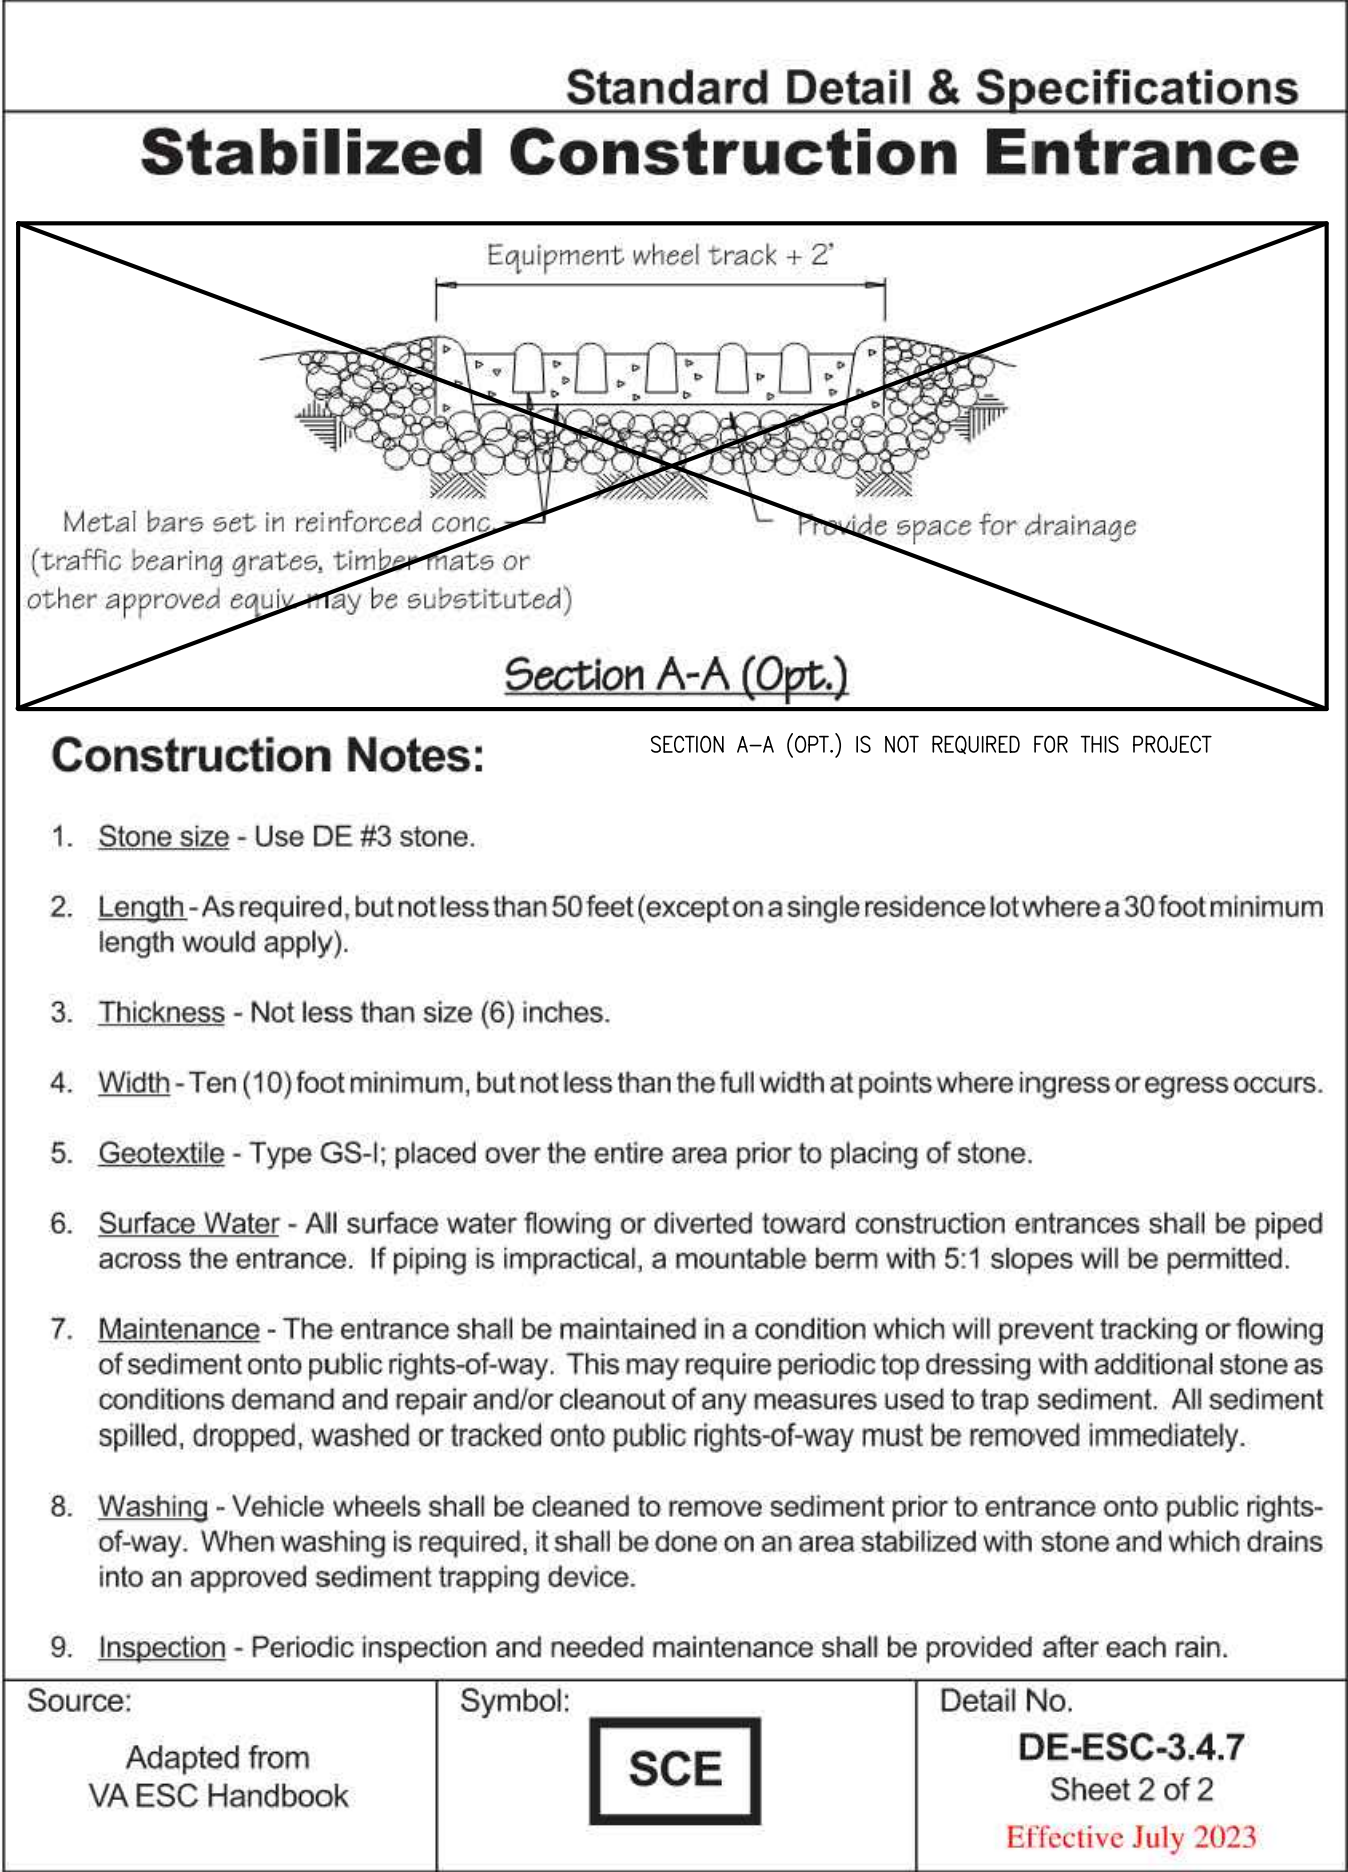 Standard Detail & Specifications
Stabilized Construction Entrance
Equipment wheel track + 2'
Metal bars set in reinforced conc.
(traffic bearing grates, timber mats or
other approved equiv. may be substituted)
Provide space for drainage
Section A-A (Opt.)
Construction Notes:
SECTION A-A (OPT.) IS NOT REQUIRED FOR THIS PROJECT
1. Stone size - Use DE #3 stone.
2. Length - As required, but not less than 50 feet (except on a single residence lot where a 30 foot minimum
length would apply).
3. Thickness - Not less than size (6) inches.
4. Width - Ten (10) foot minimum, but not less than the full width at points where ingress or egress occurs.
5. Geotextile - Type GS-I; placed over the entire area prior to placing of stone.
6. Surface Water - All surface water flowing or diverted toward construction entrances shall be piped
across the entrance. If piping is impractical, a mountable berm with 5:1 slopes will be permitted.
7. Maintenance - The entrance shall be maintained in a condition which will prevent tracking or flowing
of sediment onto public rights-of-way. This may require periodic top dressing with additional stone as
conditions demand and repair and/or cleanout of any measures used to trap sediment. All sediment
spilled, dropped, washed or tracked onto public rights-of-way must be removed immediately.
8. Washing - Vehicle wheels shall be cleaned to remove sediment prior to entrance onto public rights-
of-way. When washing is required, it shall be done on an area stabilized with stone and which drains
into an approved sediment trapping device.
9. Inspection - Periodic inspection and needed maintenance shall be provided after each rain.
Source:
Adapted from
VA ESC Handbook
Symbol:
SCE
Detail No.
DE-ESC-3.4.7
Sheet 2 of 2
Effective July 2023